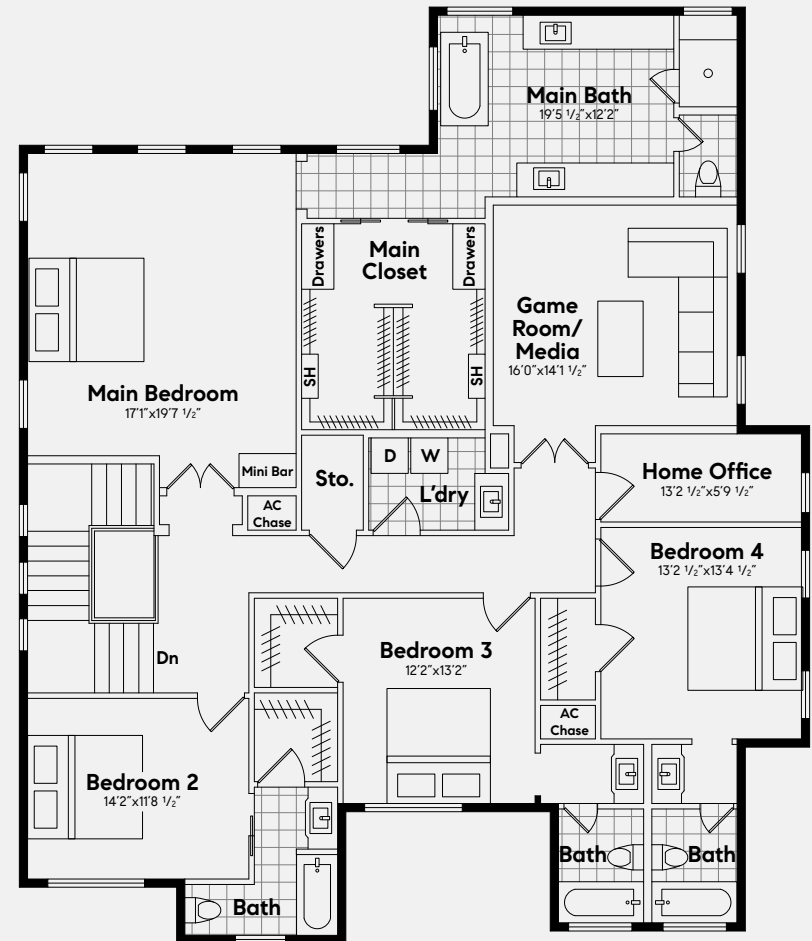 Main Bath
19'5 1/2"x12'2"
Drawers
Main
Closet
Drawers
SH
SH
Game
Room/
Media
16'0"x14'1 1/2"
Main Bedroom
17'1"x19'7 1/2"
Mini Bar
AC
Chase
Sto.
D
W
L'dry
Home Office
13'2 1/2"x5'9 1/2"
Bedroom 4
13'2 1/2"x13'4 1/2"
Dn
Bedroom 3
12'2"x13'2"
AC
Chase
Bedroom 2
14'2"x11'8 1/2"
Bath
Bath
Bath